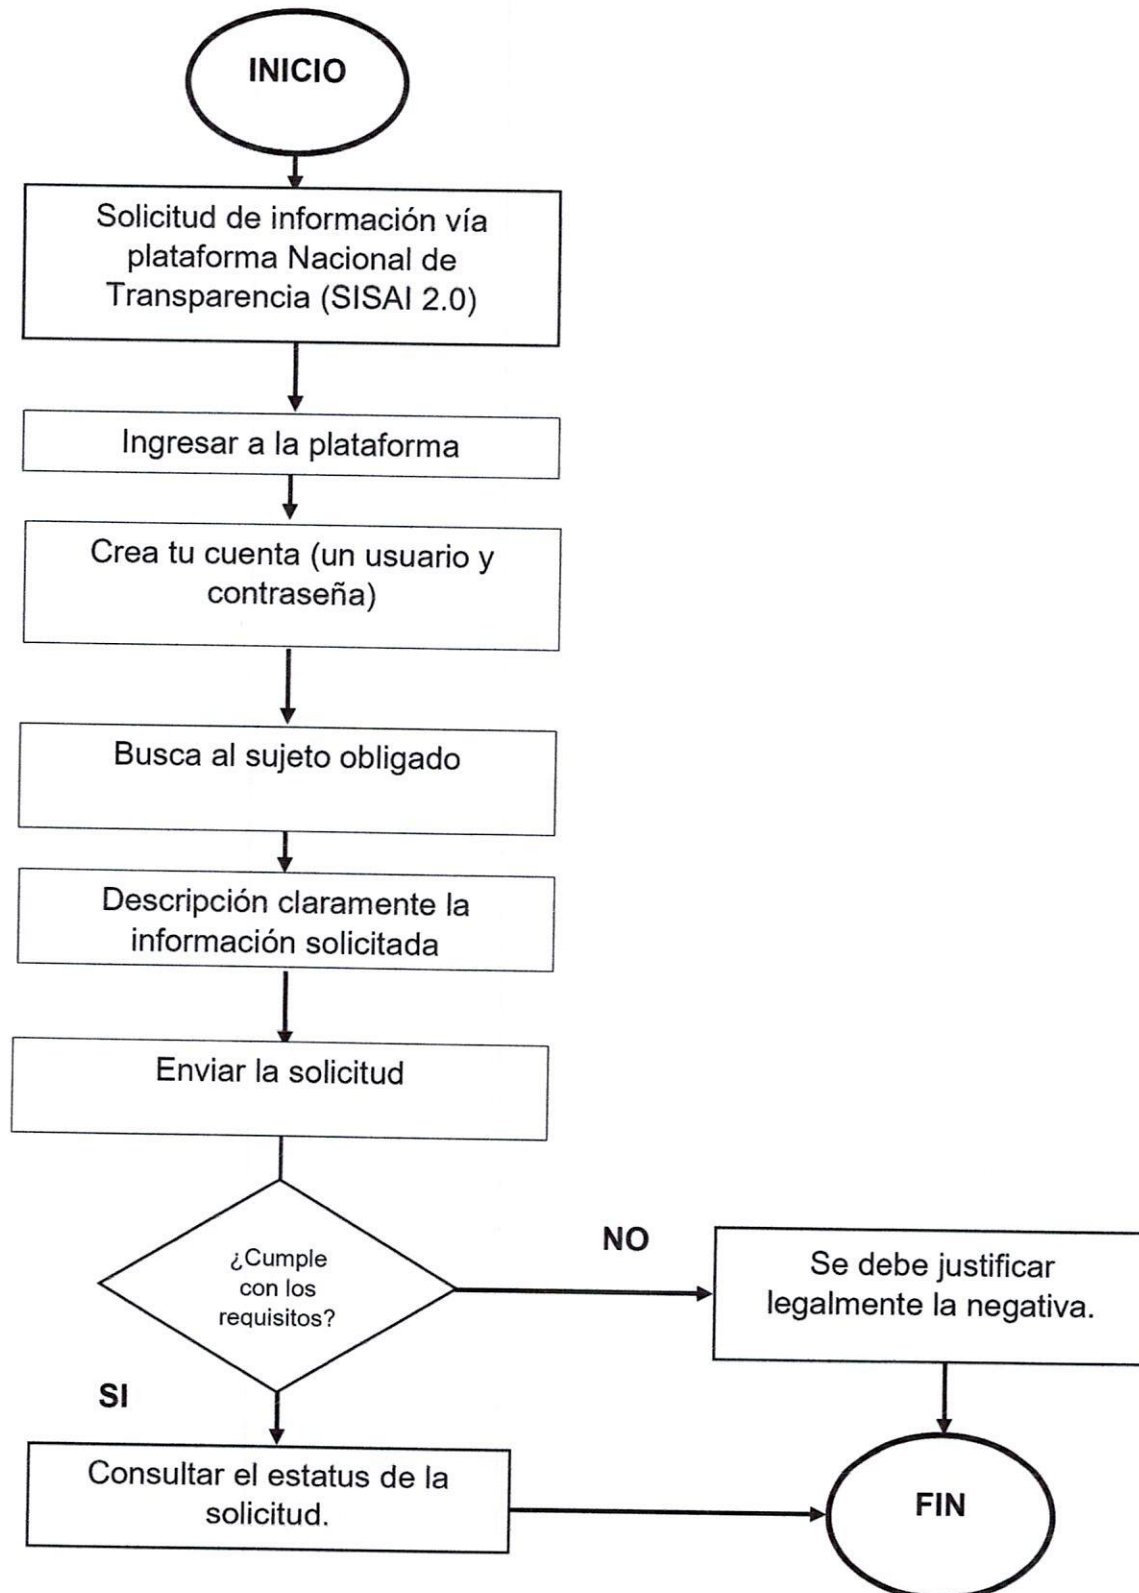 INICIO
Solicitud de información vía
plataforma Nacional de
Transparencia (SISAI 2.0)
Ingresar a la plataforma
Crea tu cuenta (un usuario y
contraseña)
Busca al sujeto obligado
Descripción claramente la
información solicitada
Enviar la solicitud
¿Cumple
con los
requisitos?
NO
Se debe justificar
legalmente la negativa.
SI
Consultar el estatus de la
solicitud.
FIN